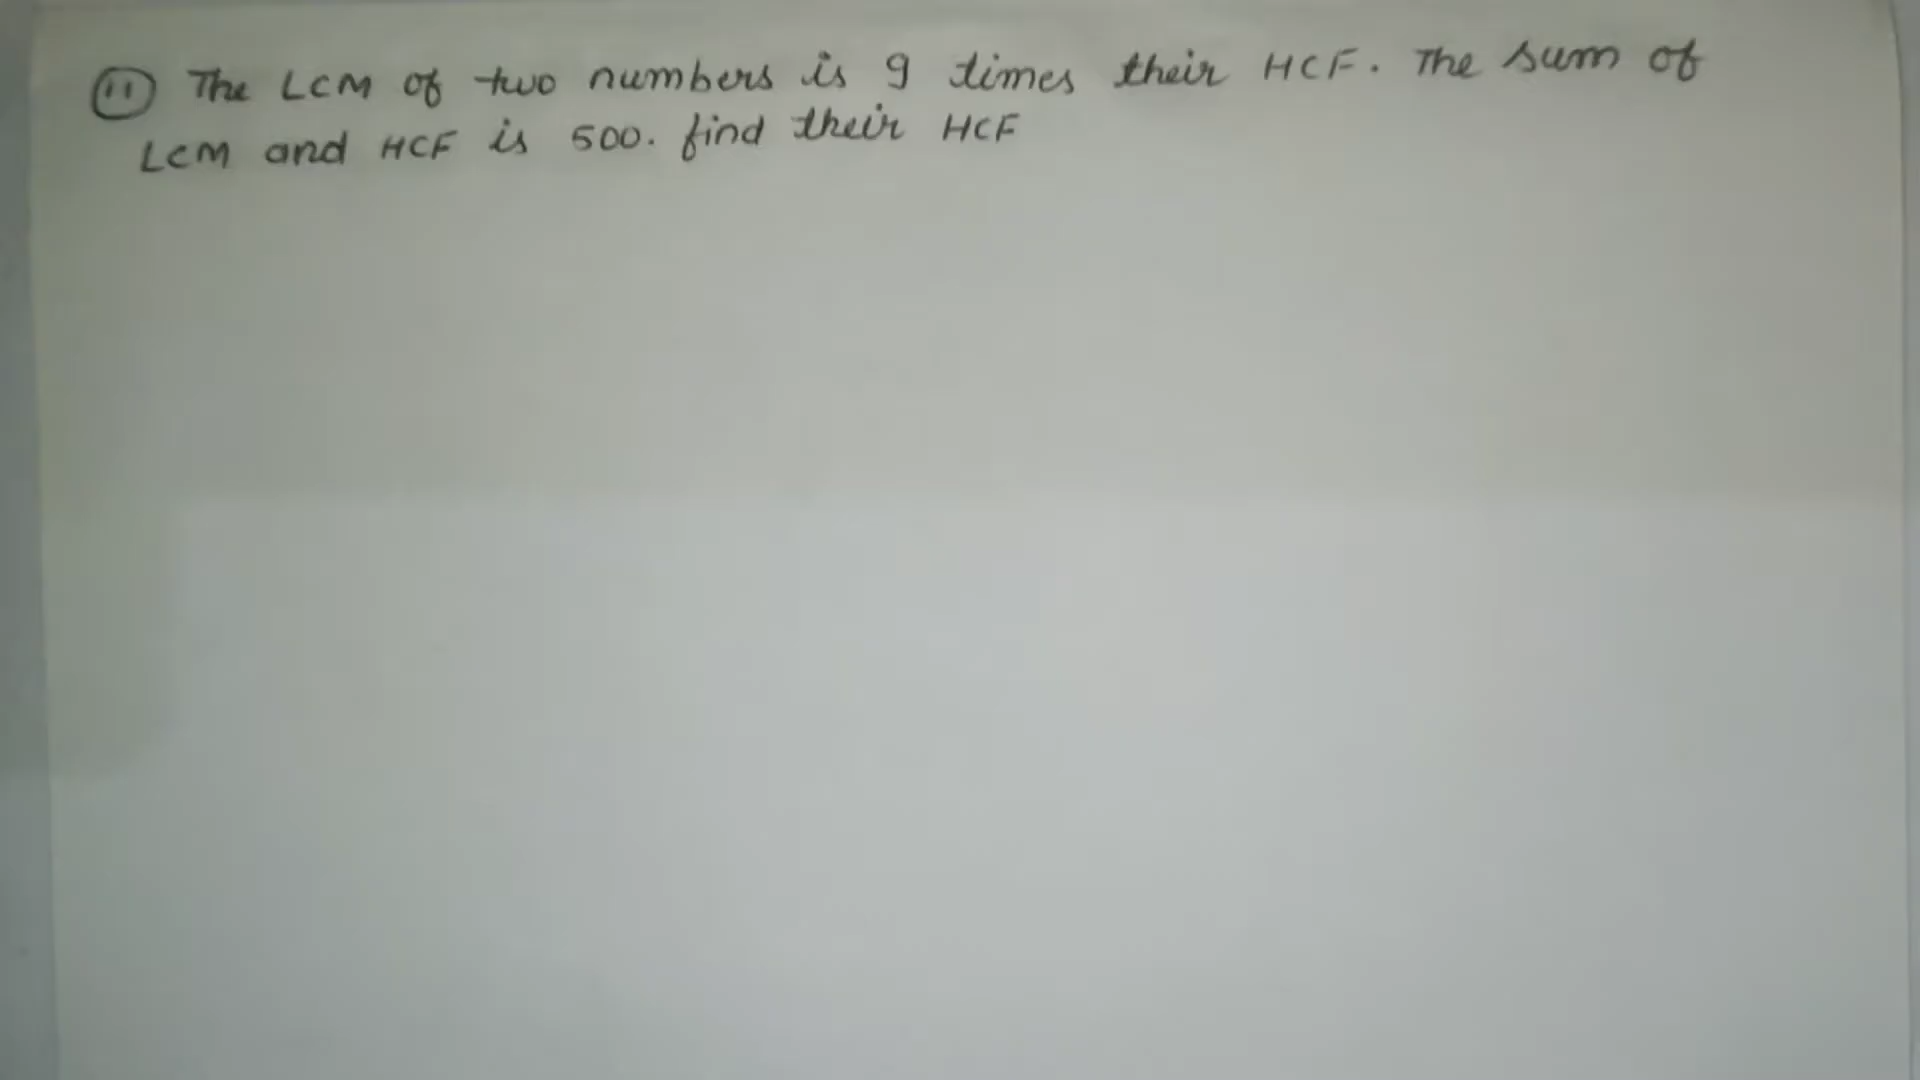 (11) The LCM of two numbers is 9 times their HCF. The sum of
LCM and HCF is 500. find their HCF